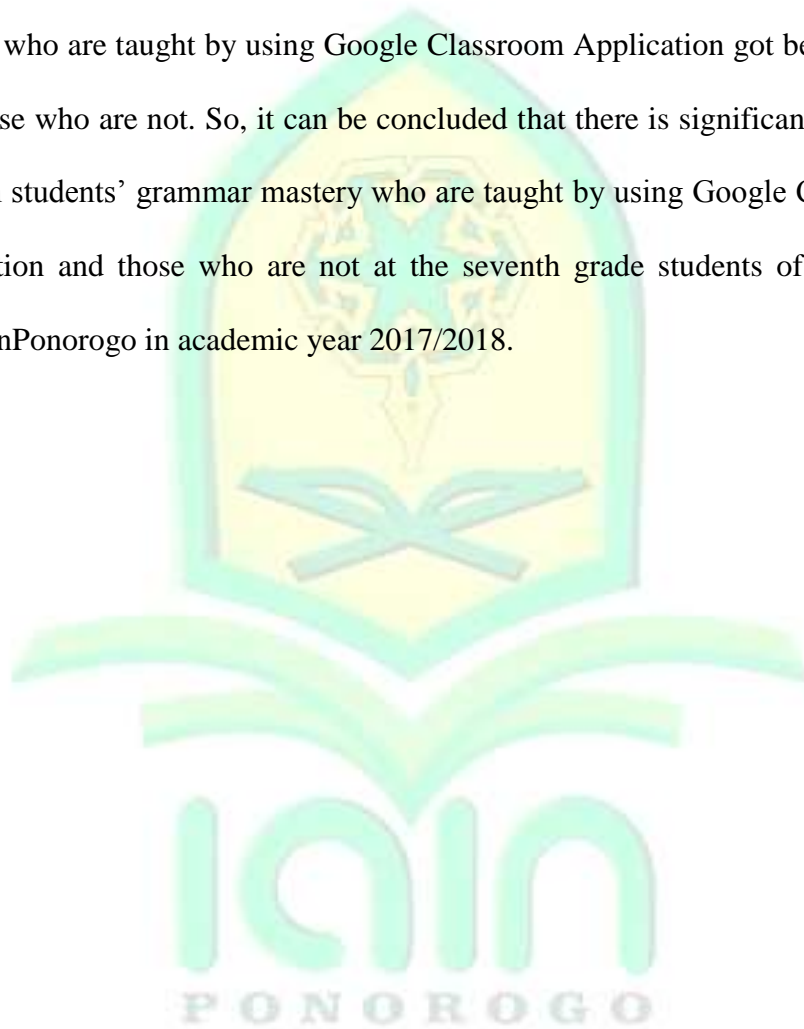 who are taught by using Google Classroom Application got be
se who are not. So, it can be concluded that there is significan
students’ grammar mastery who are taught by using Google C
tion and those who are not at the seventh grade students of
nPonorogo in academic year 2017/2018.
iain
PONOROGO